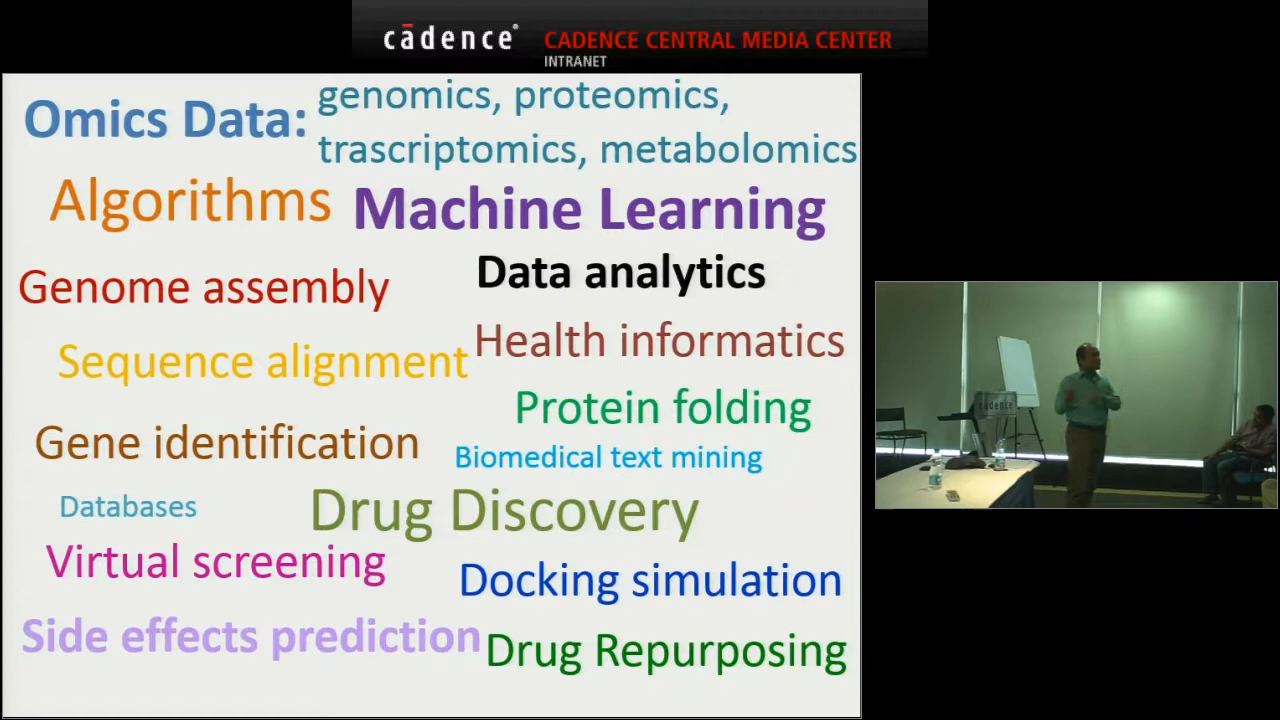 cādence®
CADENCE CENTRAL MEDIA CENTER
INTRANET
Omics Data: genomics, proteomics,
trascriptomics, metabolomics
Algorithms Machine Learning
Genome assembly Data analytics
Sequence alignment Health informatics
Gene identification Protein folding
Biomedical text mining
Databases Drug Discovery
Virtual screening Docking simulation
Side effects prediction Drug Repurposing
cādence